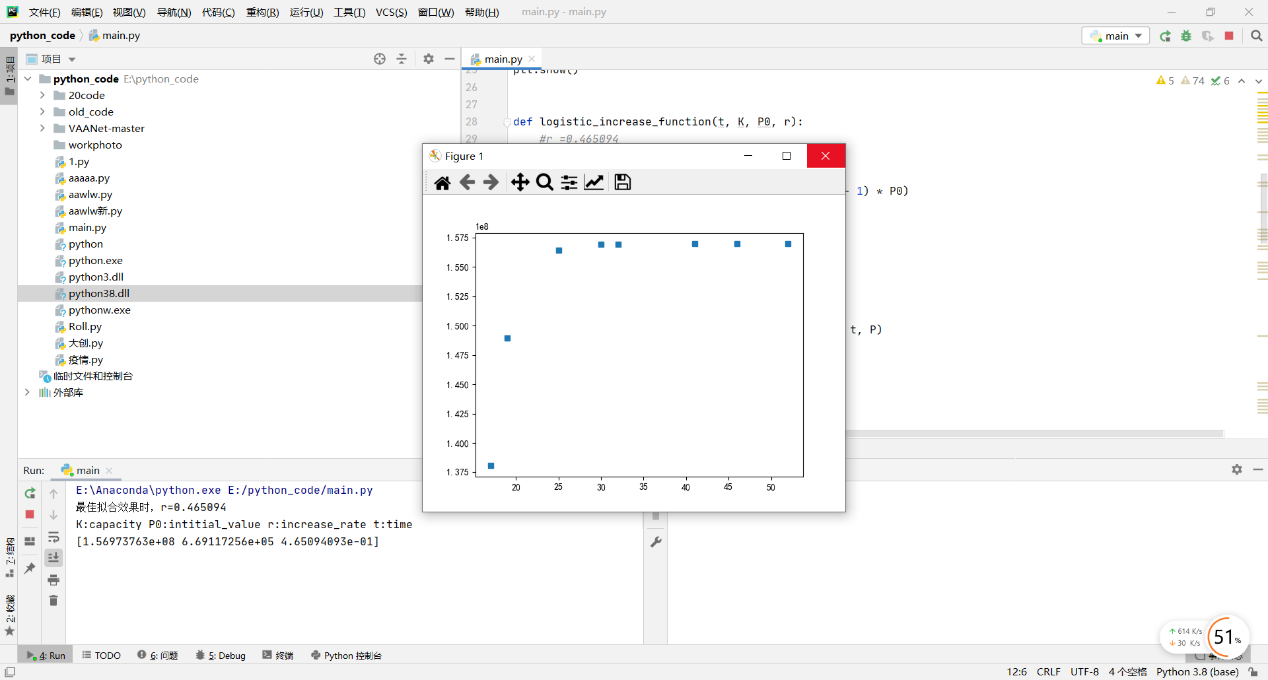 文件(F) 编辑(E) 视图(V) 导航(N) 代码(C) 重构(R) 运行(U) 工具(T) VCS(S) 窗口(W) 帮助(H) main.py - main.py
python_code main.py main
1: 项目
项目
main.py
python_code E:\python_code
20code
old_code
VAANet-master
workphoto
1.py
aaaaa.py
aawlw.py
aawlw新.py
main.py
python
python.exe
python3.dll
python38.dll
pythonw.exe
Roll.py
大创.py
疫情.py
临时文件和控制台
外部库
25 plt.show()
26
27
28 def logistic_increase_function(t, K, P0, r):
29 #r =0.465094
- 1) * P0)
t, P)
5 74 6
Figure 1
1e8
1.575
1.550
1.525
1.500
1.475
1.450
1.425
1.400
1.375
20 25 30 35 40 45 50
Run: main
E:\Anaconda\python.exe E:/python_code/main.py
最佳拟合效果时，r=0.465094
K:capacity P0:intitial_value r:increase_rate t:time
[1.56973763e+08 6.69117256e+05 4.65094093e-01]
7: 结构
2: 收藏
614 K/s
30 K/s
51%
4: Run TODO 6: 问题 5: Debug 终端 Python 控制台
12:6 CRLF UTF-8 4 个空格 Python 3.8 (base)